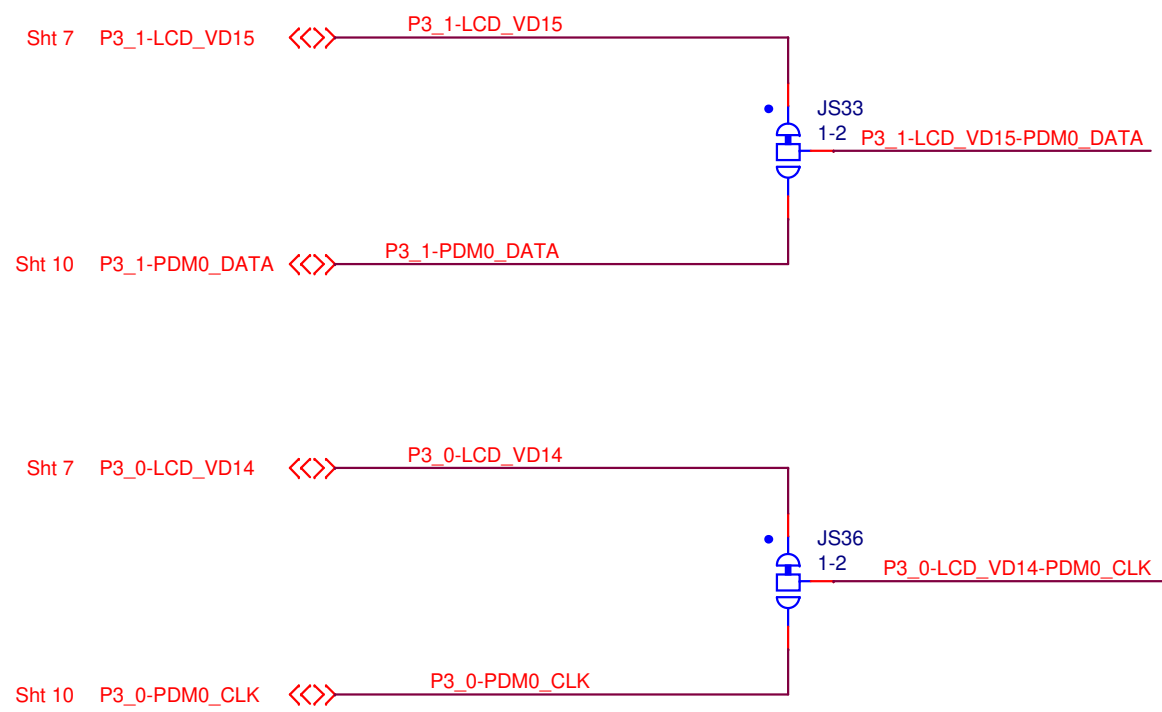 P3_1-LCD_VD15
Sht 7 P3_1-LCD_VD15
JS33
1-2
P3_1-LCD_VD15-PDM0_DATA
P3_1-PDM0_DATA
Sht 10 P3_1-PDM0_DATA
P3_0-LCD_VD14
Sht 7 P3_0-LCD_VD14
JS36
1-2
P3_0-LCD_VD14-PDM0_CLK
P3_0-PDM0_CLK
Sht 10 P3_0-PDM0_CLK